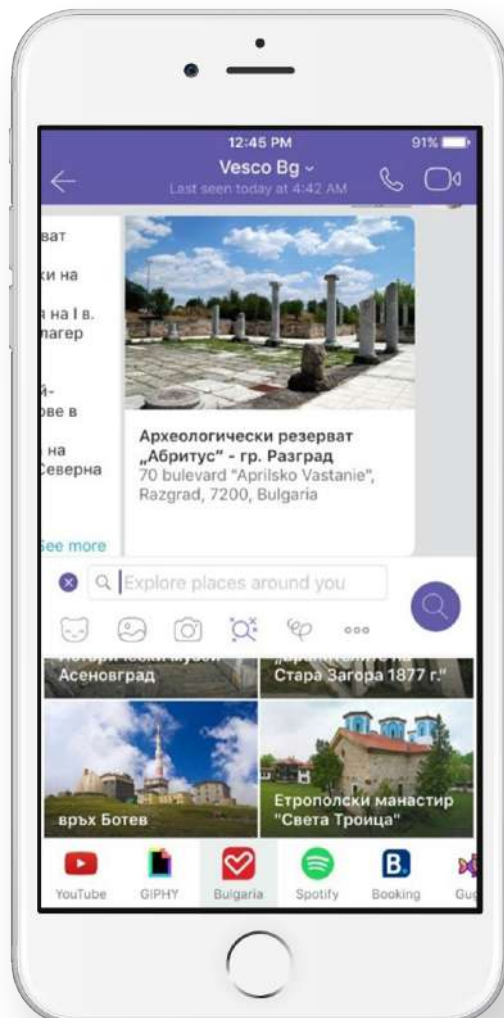 12:45 PM
91%
Vesco Bg
Last seen today at 4:42 AM
ват
ки на
я на I в.
лагер
й-
ове в
на
Северна
See more
Археологически резерват
„Абритус" - гр. Разград
70 bulevard "Aprilsko Vastanie",
Razgrad, 7200, Bulgaria
Explore places around you
Асеновград
Стара Загора 1877 г."
връх Ботев
Етрополски манастир
"Света Троица"
YouTube
GIPHY
Bulgaria
Spotify
B.
Booking